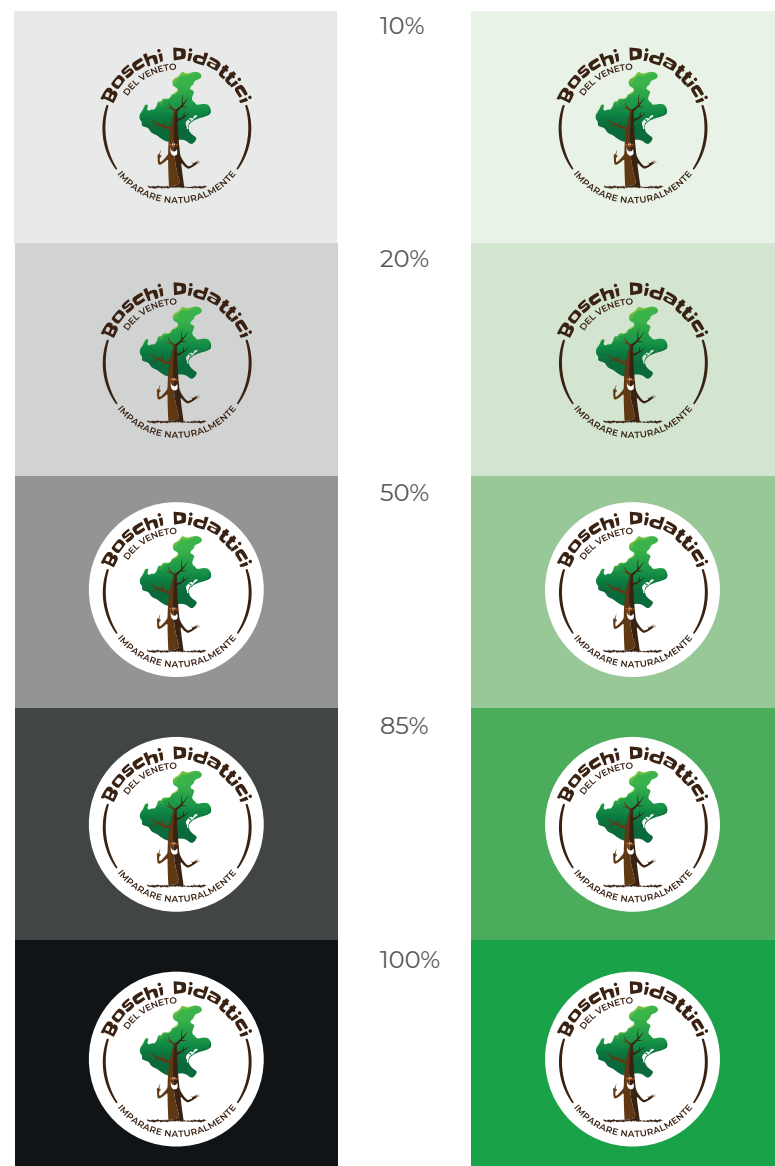 10%
Boschi Didattici
DEL VENETO
IMPARARE NATURALMENTE
Boschi Didattici
DEL VENETO
IMPARARE NATURALMENTE
20%
Boschi Didattici
DEL VENETO
IMPARARE NATURALMENTE
Boschi Didattici
DEL VENETO
IMPARARE NATURALMENTE
50%
Boschi Didattici
DEL VENETO
IMPARARE NATURALMENTE
Boschi Didattici
DEL VENETO
IMPARARE NATURALMENTE
85%
Boschi Didattici
DEL VENETO
IMPARARE NATURALMENTE
Boschi Didattici
DEL VENETO
IMPARARE NATURALMENTE
100%
Boschi Didattici
DEL VENETO
IMPARARE NATURALMENTE
Boschi Didattici
DEL VENETO
IMPARARE NATURALMENTE